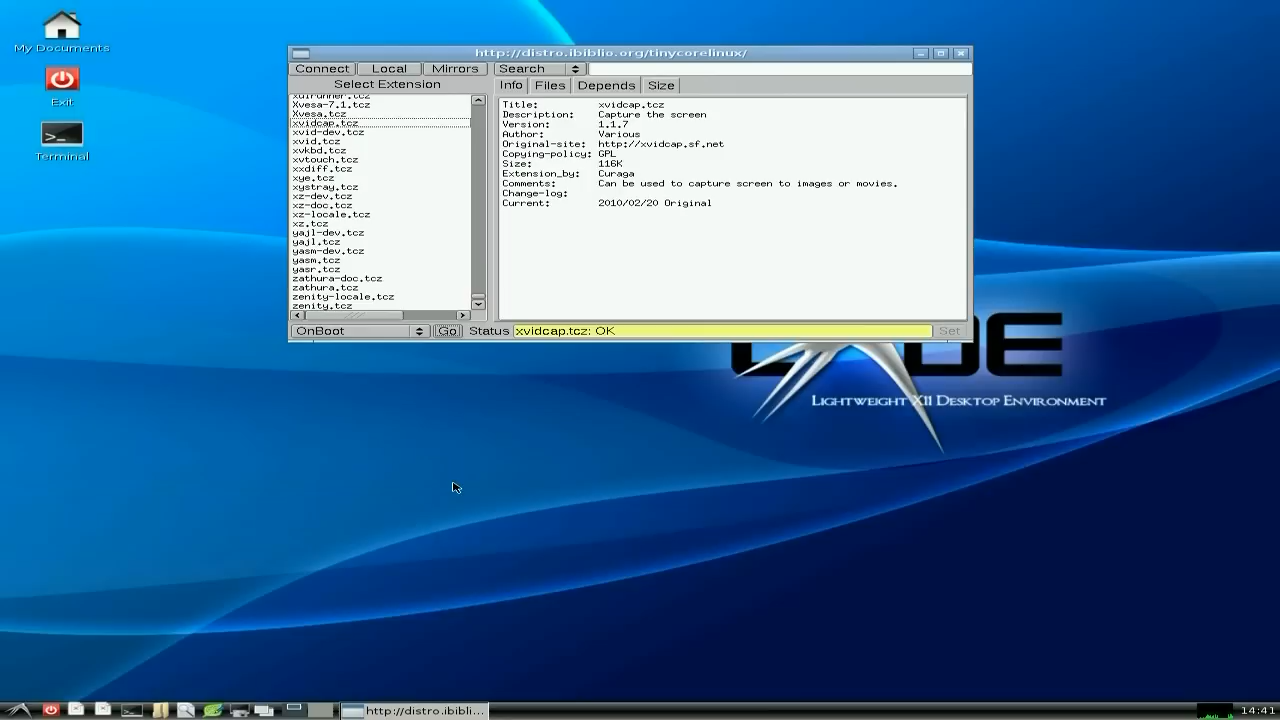 My Documents
Exit
Terminal
http://distro.ibiblio.org/tinycorelinux/
Connect Local Mirrors Search
Select Extension
Info Files Depends Size
xulrunner.tcz
Xvesa-7.1.tcz
Xvesa.tcz
xvidcap.tcz
xvid-dev.tcz
xvid.tcz
xvkbd.tcz
xvtouch.tcz
xxdiff.tcz
xye.tcz
xystray.tcz
xz-dev.tcz
xz-doc.tcz
xz-locale.tcz
xz.tcz
yajl-dev.tcz
yajl.tcz
yasm-dev.tcz
yasm.tcz
yasr.tcz
zathura-doc.tcz
zathura.tcz
zenity-locale.tcz
zenity.tcz
Title: xvidcap.tcz
Description: Capture the screen
Version: 1.1.7
Author: Various
Original-site: http://xvidcap.sf.net
Copying-policy: GPL
Size: 116K
Extension_by: Curaga
Comments: Can be used to capture screen to images or movies.
Change-log:
Current: 2010/02/20 Original
OnBoot Go Status xvidcap.tcz: OK Set
LIGHTWEIGHT X11 DESKTOP ENVIRONMENT
http://distro.ibibli...
14:41